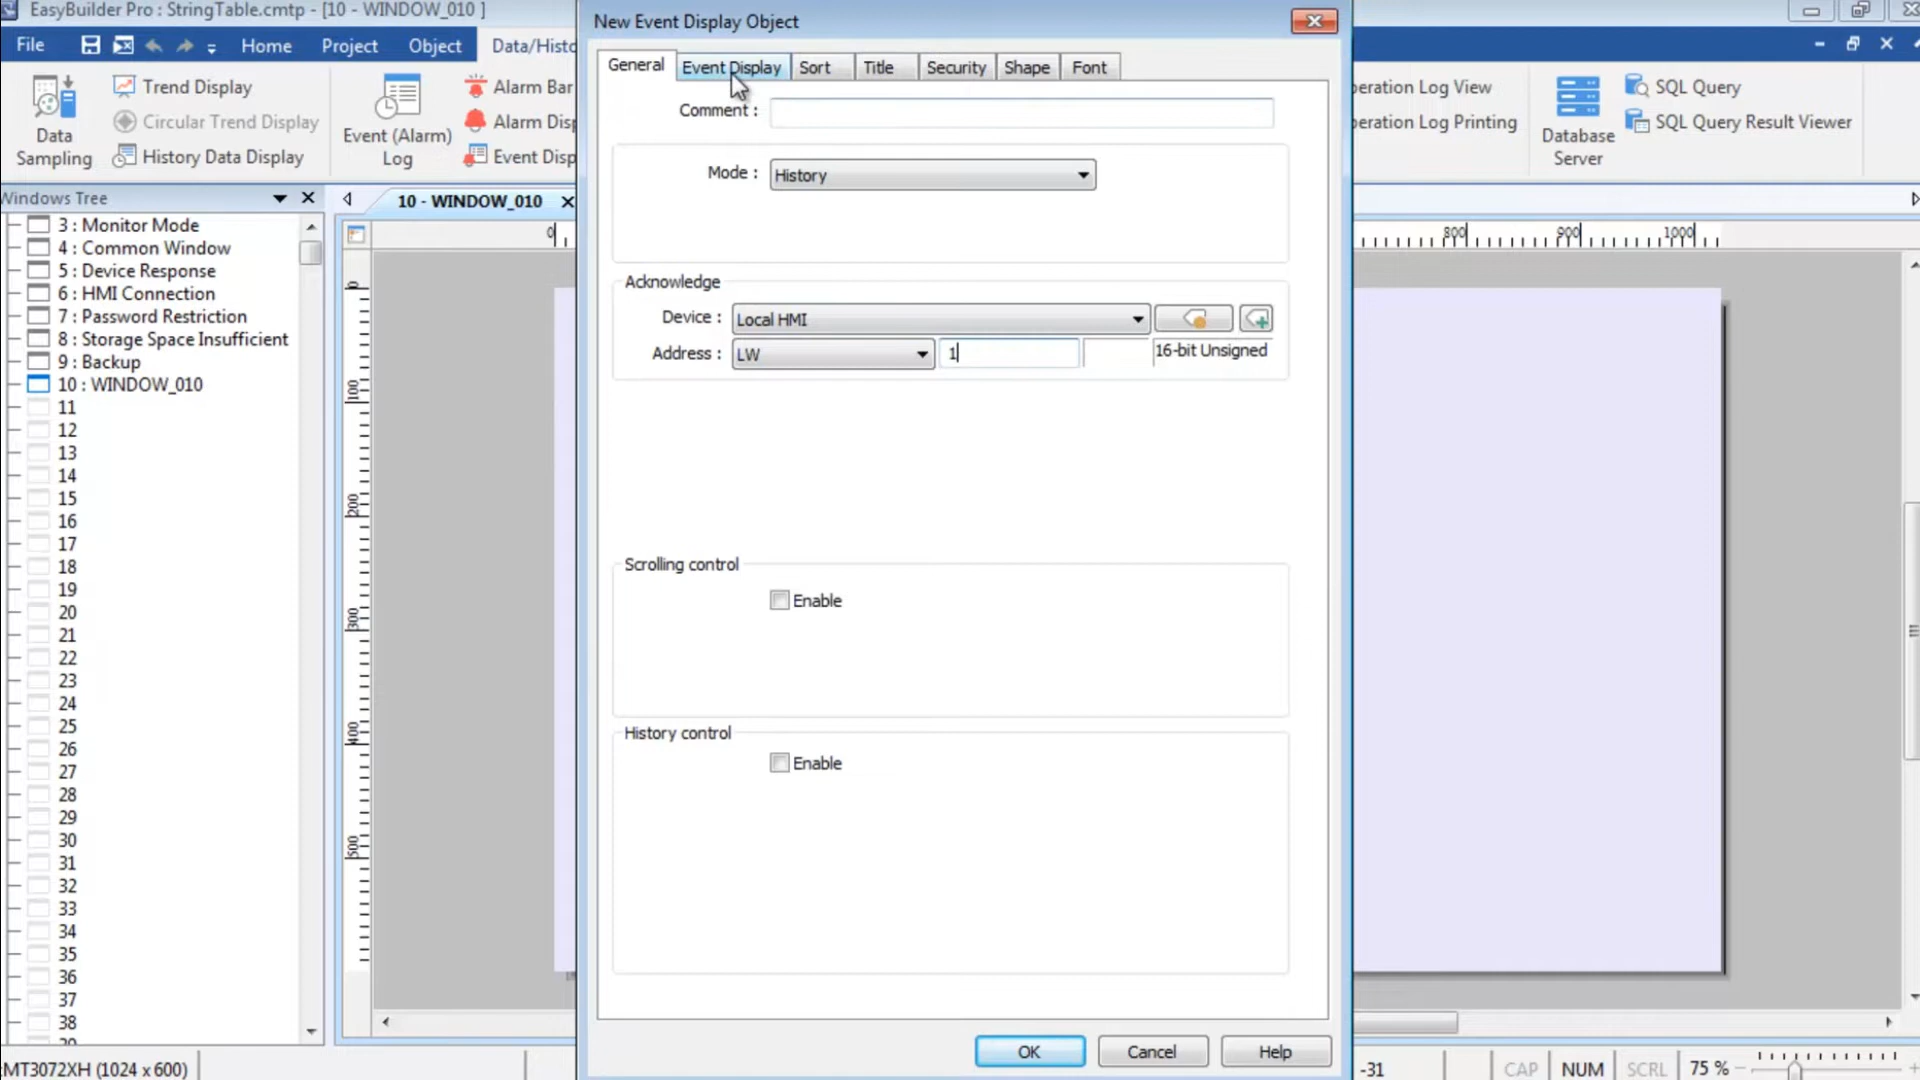 EasyBuilder Pro : StringTable.cmtp - [10 - WINDOW_010 ]
File
Home
Project
Object
Data/Histo
Trend Display
Circular Trend Display
History Data Display
Data
Sampling
Event (Alarm)
Log
Alarm Bar
Alarm Disp
Event Disp
peration Log View
peration Log Printing
Database
Server
SQL Query
SQL Query Result Viewer
New Event Display Object
General
Event Display
Sort
Title
Security
Shape
Font
Comment :
Mode :
History
Acknowledge
Device :
Local HMI
Address :
LW
1
16-bit Unsigned
Scrolling control
Enable
History control
Enable
OK
Cancel
Help
Windows Tree
3 : Monitor Mode
4 : Common Window
5 : Device Response
6 : HMI Connection
7 : Password Restriction
8 : Storage Space Insufficient
9 : Backup
10 : WINDOW_010
11
12
13
14
15
16
17
18
19
20
21
22
23
24
25
26
27
28
29
30
31
32
33
34
35
36
37
38
10 - WINDOW_010
0
800
900
1000
0
100
200
300
400
500
MT3072XH (1024 x 600)
-31
CAP
NUM
SCRL
75 %